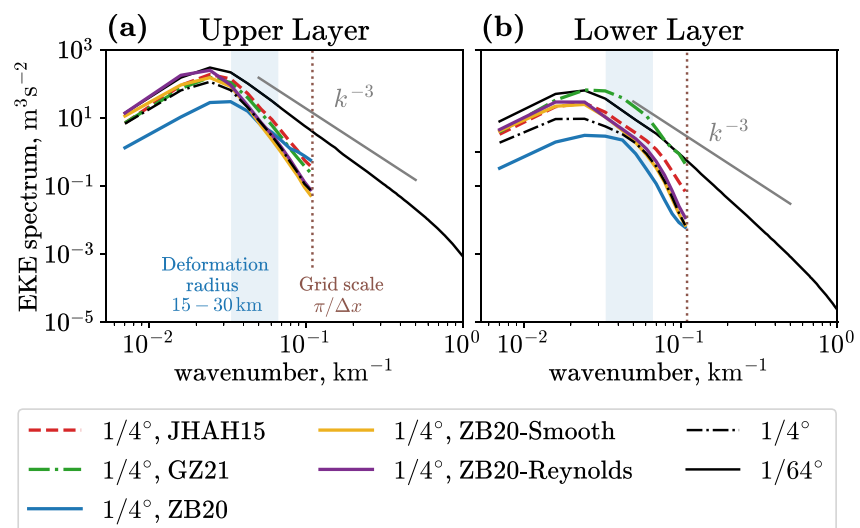 (a) Upper Layer
(b) Lower Layer
EKE spectrum, m³s⁻²
10³
10¹
10⁻¹
10⁻³
10⁻⁵
k⁻³
k⁻³
Deformation
radius
15 – 30 km
Grid scale
π/Δx
10⁻²
10⁻¹
10⁰
10⁻²
10⁻¹
10⁰
wavenumber, km⁻¹
wavenumber, km⁻¹
1/4°, JHAH15
1/4°, GZ21
1/4°, ZB20
1/4°, ZB20-Smooth
1/4°, ZB20-Reynolds
1/4°
1/64°